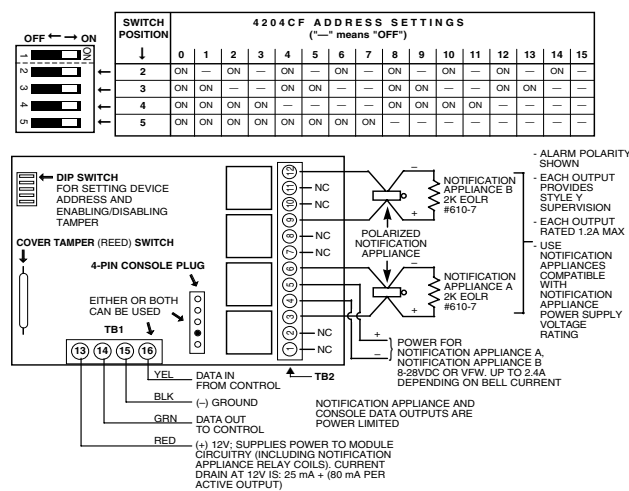 OFF ← → ON
ON
1
2
3
4
5
SWITCH POSITION
4204CF ADDRESS SETTINGS
("—" means "OFF")
↓ 0 1 2 3 4 5 6 7 8 9 10 11 12 13 14 15
2 ON — ON — ON — ON — ON — ON — ON — ON —
3 ON ON — — ON ON — — ON ON — — ON ON — —
4 ON ON ON — — — — — ON ON ON ON — — — —
5 ON ON ON ON ON ON ON ON — — — — — — — —
DIP SWITCH
FOR SETTING DEVICE
ADDRESS AND
ENABLING/DISABLING
TAMPER
COVER TAMPER (REED) SWITCH
4-PIN CONSOLE PLUG
EITHER OR BOTH
CAN BE USED
TB1
13 14 15 16
12
11 NC
10 NC
9
8 NC
7 NC
6
5
4
3
2 NC
1 NC
TB2
–
+
NOTIFICATION
APPLIANCE B
2K EOLR
#610-7
POLARIZED
NOTIFICATION
APPLIANCE
–
+
NOTIFICATION
APPLIANCE A
2K EOLR
#610-7
- ALARM POLARITY
SHOWN
- EACH OUTPUT
PROVIDES
STYLE Y
SUPERVISION
- EACH OUTPUT
RATED 1.2A MAX
- USE
NOTIFICATION
APPLIANCES
COMPATIBLE
WITH
NOTIFICATION
APPLIANCE
POWER SUPPLY
VOLTAGE
RATING
+
–
POWER FOR
NOTIFICATION APPLIANCE A,
NOTIFICATION APPLIANCE B
8-28VDC OR VFW. UP TO 2.4A
DEPENDING ON BELL CURRENT
YEL DATA IN
FROM CONTROL
BLK (–) GROUND
GRN DATA OUT
TO CONTROL
RED (+) 12V; SUPPLIES POWER TO MODULE
CIRCUITRY (INCLUDING NOTIFICATION
APPLIANCE RELAY COILS). CURRENT
DRAIN AT 12V IS: 25 mA + (80 mA PER
ACTIVE OUTPUT)
NOTIFICATION APPLIANCE AND
CONSOLE DATA OUTPUTS ARE
POWER LIMITED